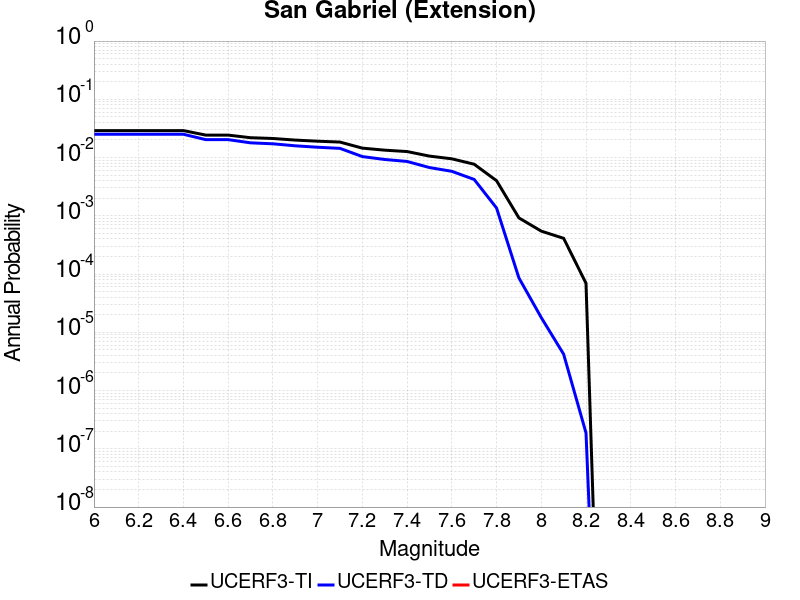 San Gabriel (Extension)
10^0
10^-1
10^-2
10^-3
10^-4
10^-5
10^-6
10^-7
10^-8
Annual Probability
6 6.2 6.4 6.6 6.8 7 7.2 7.4 7.6 7.8 8 8.2 8.4 8.6 8.8 9
Magnitude
UCERF3-TI UCERF3-TD UCERF3-ETAS